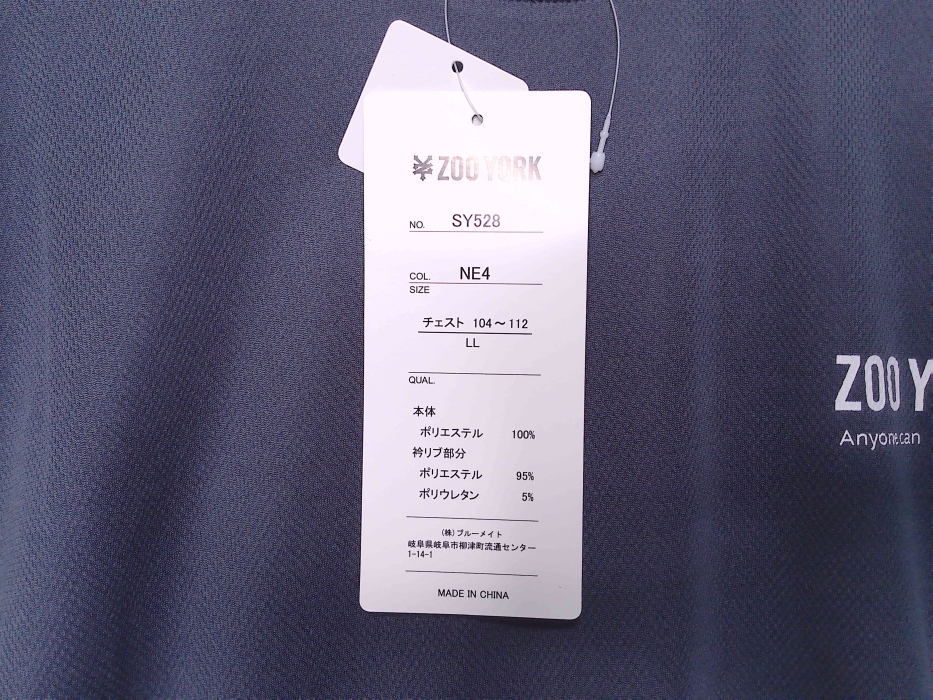 ZOO YORK
NO. SY528
COL. NE4
SIZE
チェスト 104～112
LL
QUAL.
本体
ポリエステル 100%
衿リブ部分
ポリエステル 95%
ポリウレタン 5%
(株)ブルーメイト
岐阜県岐阜市柳津町流通センター
1-14-1
MADE IN CHINA
ZOO Y
Anyonecan